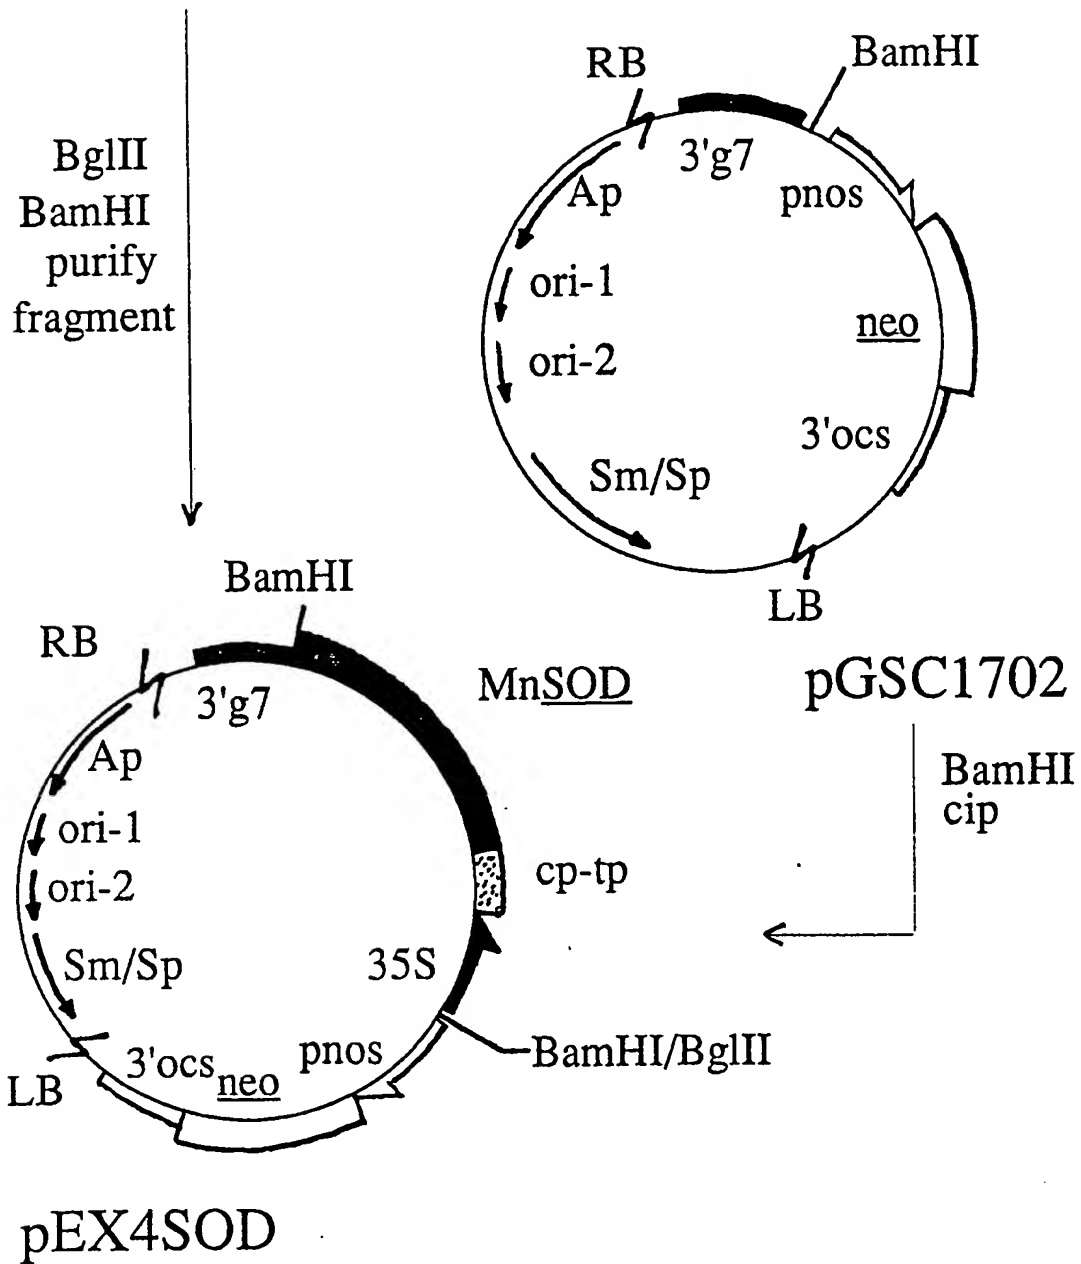 BglII
BamHI
purify
fragment
RB
BamHI
3'g7
pnos
Ap
ori-1
ori-2
neo
3'ocs
Sm/Sp
LB
pGSC1702
BamHI
cip
BamHI
RB
3'g7
MnSOD
Ap
ori-1
ori-2
cp-tp
Sm/Sp
35S
BamHI/BglII
LB
3'ocs
neo
pnos
pEX4SOD